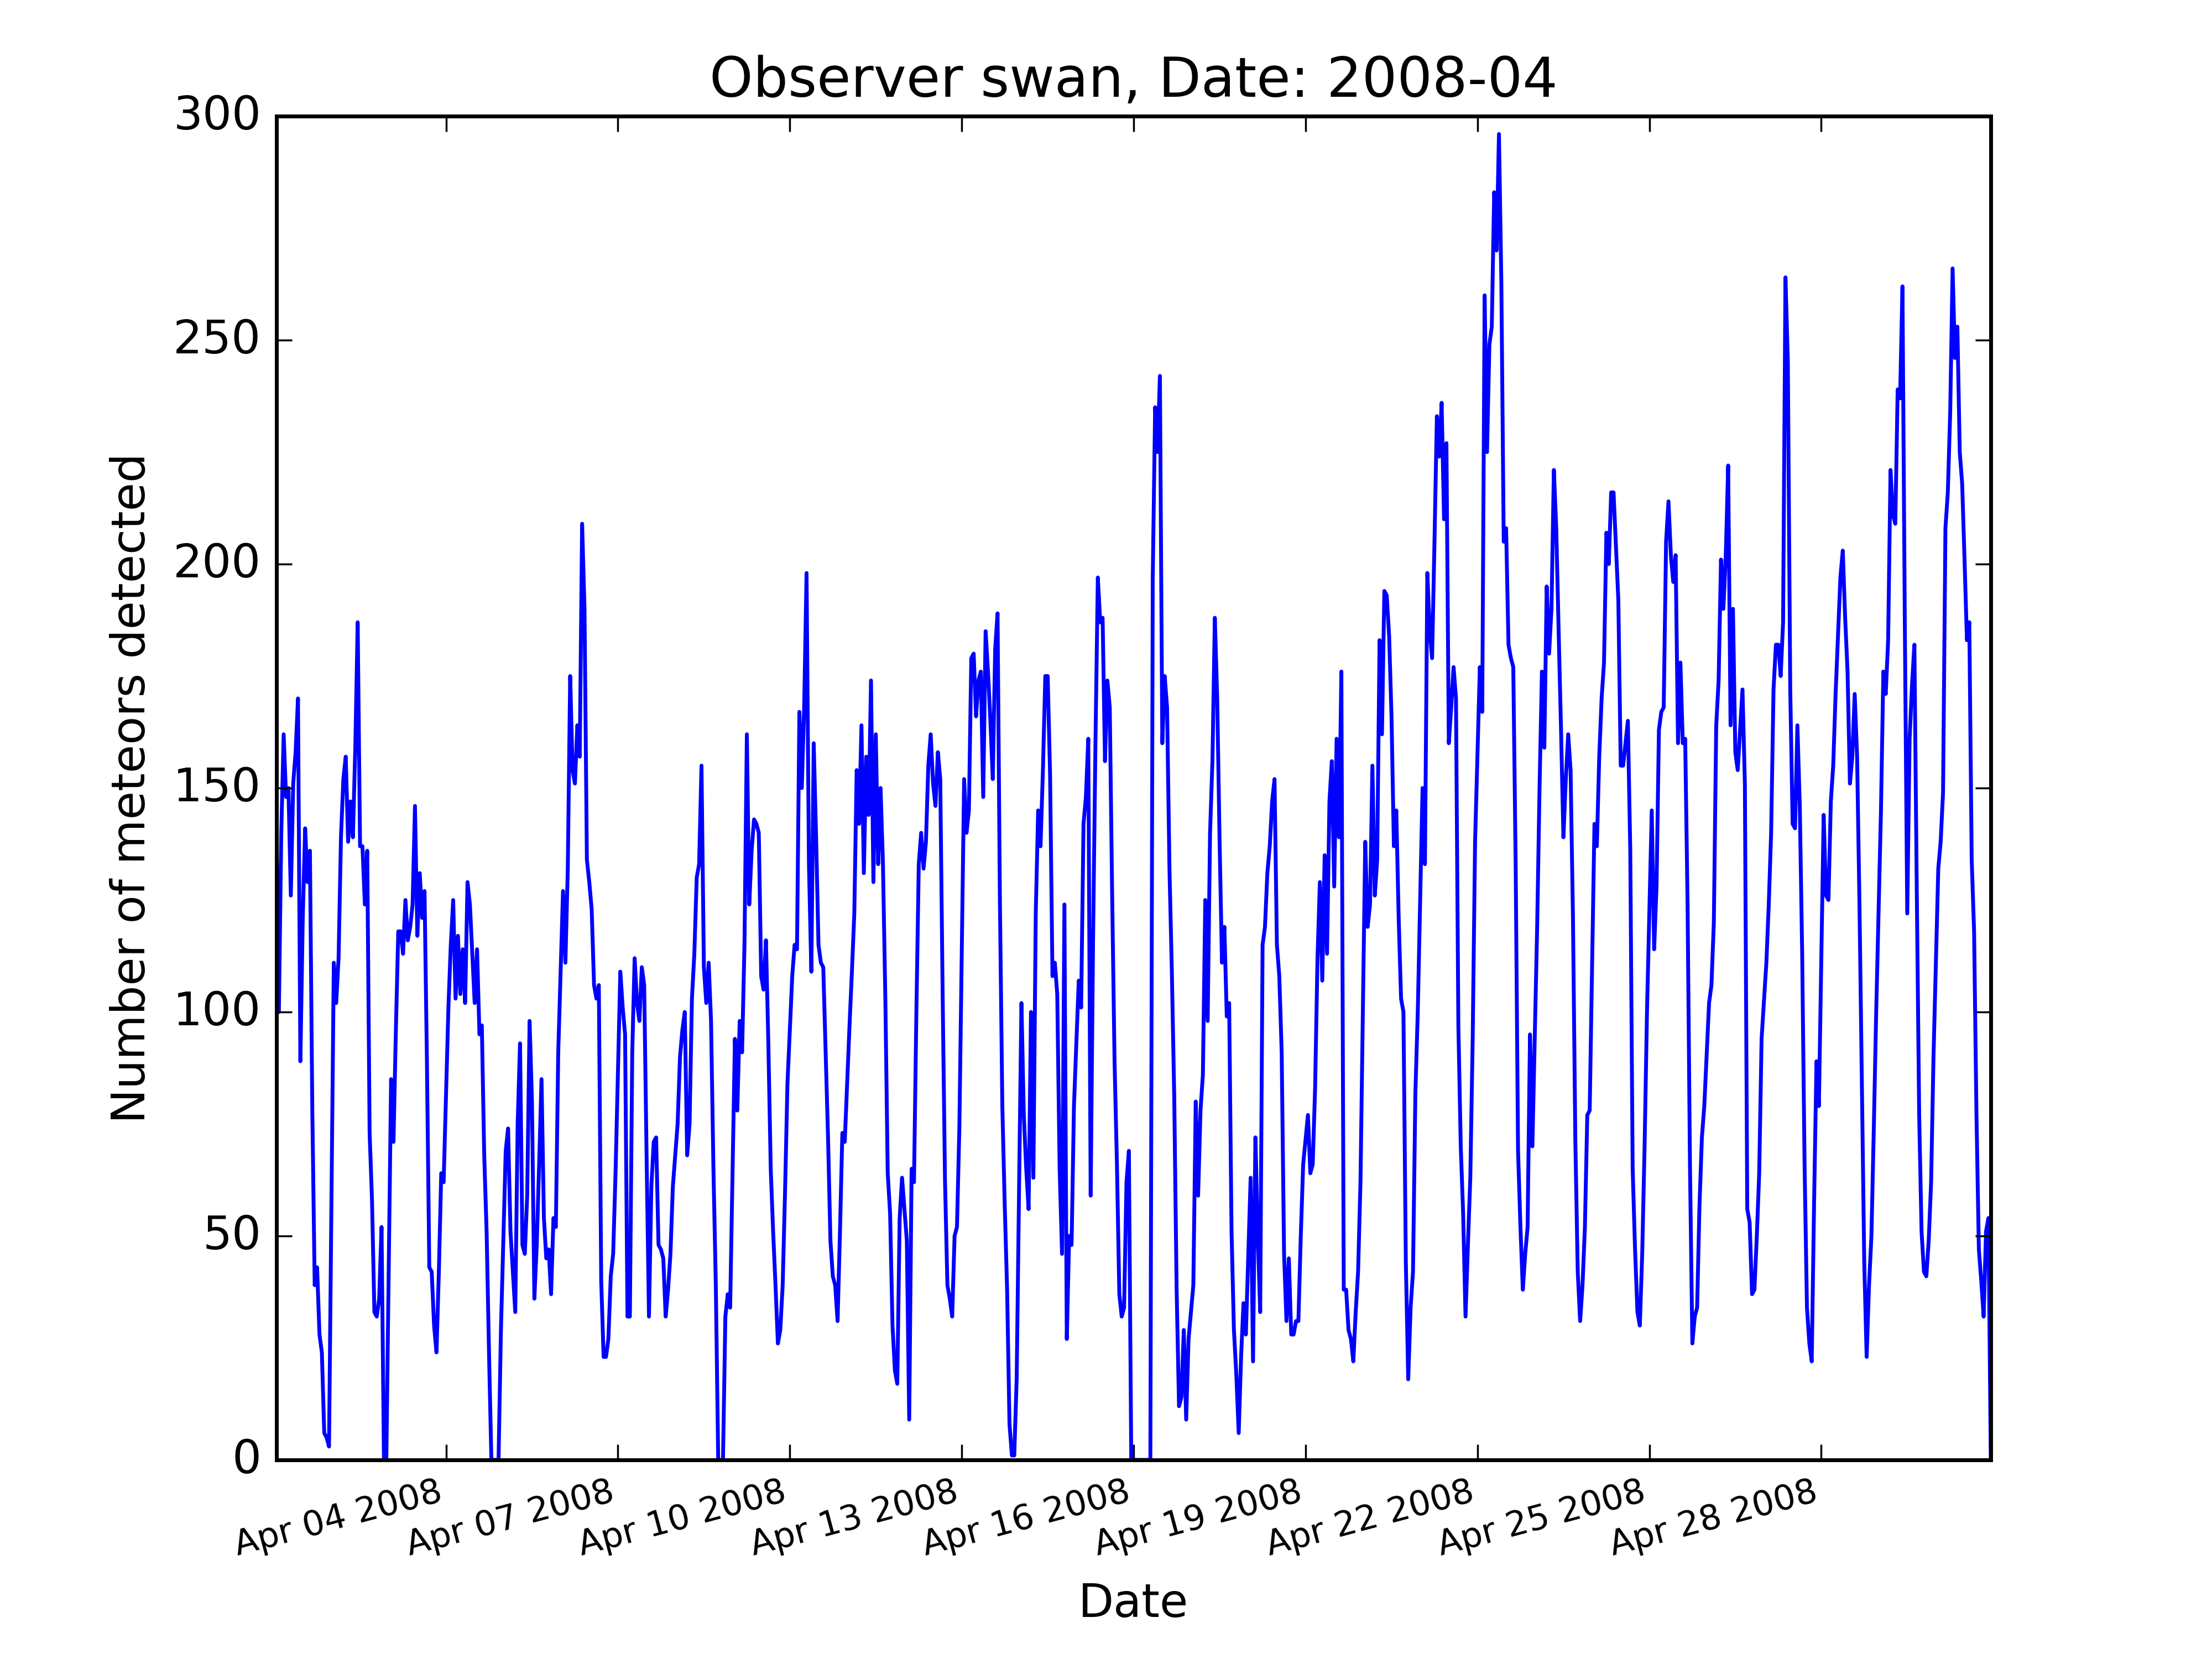 Observer swan, Date: 2008-04
300
250
200
150
100
50
0
Number of meteors detected
Apr 04 2008
Apr 07 2008
Apr 10 2008
Apr 13 2008
Apr 16 2008
Apr 19 2008
Apr 22 2008
Apr 25 2008
Apr 28 2008
Date